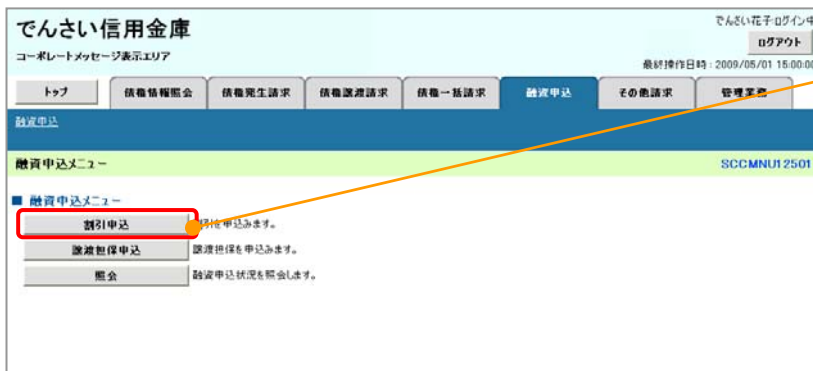 でんさい信用金庫
でんさい花子:ログイン中
コーポレートメッセージ表示エリア
ログアウト
最終操作日時:2009/05/01 15:00:00
トップ 債権情報照会 債権発生請求 債権譲渡請求 債権一括請求 融資申込 その他請求 管理業務
融資申込
融資申込メニュー SCCMNU12501
■ 融資申込メニュー
割引申込 割引を申込みます。
譲渡担保申込 譲渡担保を申込みます。
照会 融資申込状況を照会します。